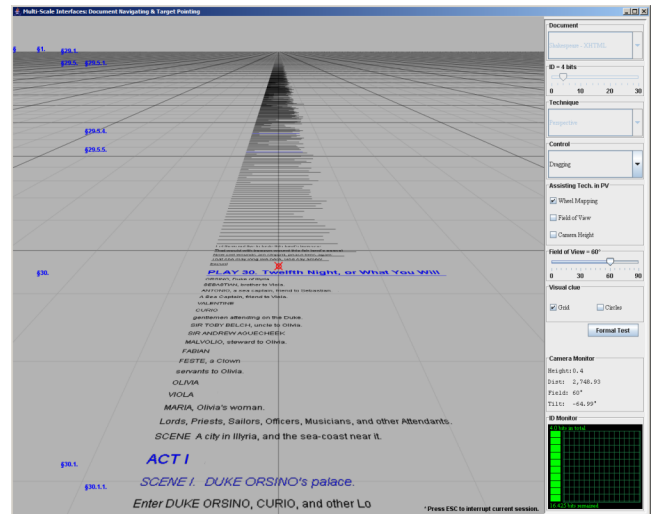 Multi-Scale Interfaces: Document Navigating & Target Pointing
§1. §29.1.
§29.5. §29.5.1.
§29.5.4.
§29.5.5.
§30.
PLAY 30. Twelfth Night, or What You Will
ORSINO, Duke of Illyria.
SEBASTIAN, brother to Viola.
ANTONIO, a sea captain, friend to Sebastian.
A Sea Captain, friend to Viola.
VALENTINE
CURIO
gentlemen attending on the Duke.
SIR TOBY BELCH, uncle to Olivia.
SIR ANDREW AGUECHEEK
MALVOLIO, steward to Olivia.
FABIAN
FESTE, a Clown
servants to Olivia.
OLIVIA
VIOLA
MARIA, Olivia's woman.
Lords, Priests, Sailors, Officers, Musicians, and other Attendants.
SCENE A city in Illyria, and the sea-coast near it.
§30.1.
ACT I
§30.1.1.
SCENE I. DUKE ORSINO's palace.
Enter DUKE ORSINO, CURIO, and other Lo
* Press ESC to interrupt current session.
Document
Shakespeare - XHTML
ID = 4 bits
0 10 20 30
Technique
Perspective
Control
Dragging
Assisting Tech. in PV
Wheel Mapping
Field of View
Camera Height
Field of View = 60°
0 30 60 90
Visual clue
Grid Circles
Formal Test
Camera Monitor
Height: 0.4
Dist: 2,748.93
Field: 60°
Tilt: -64.99°
ID Monitor
4.0 bits in total